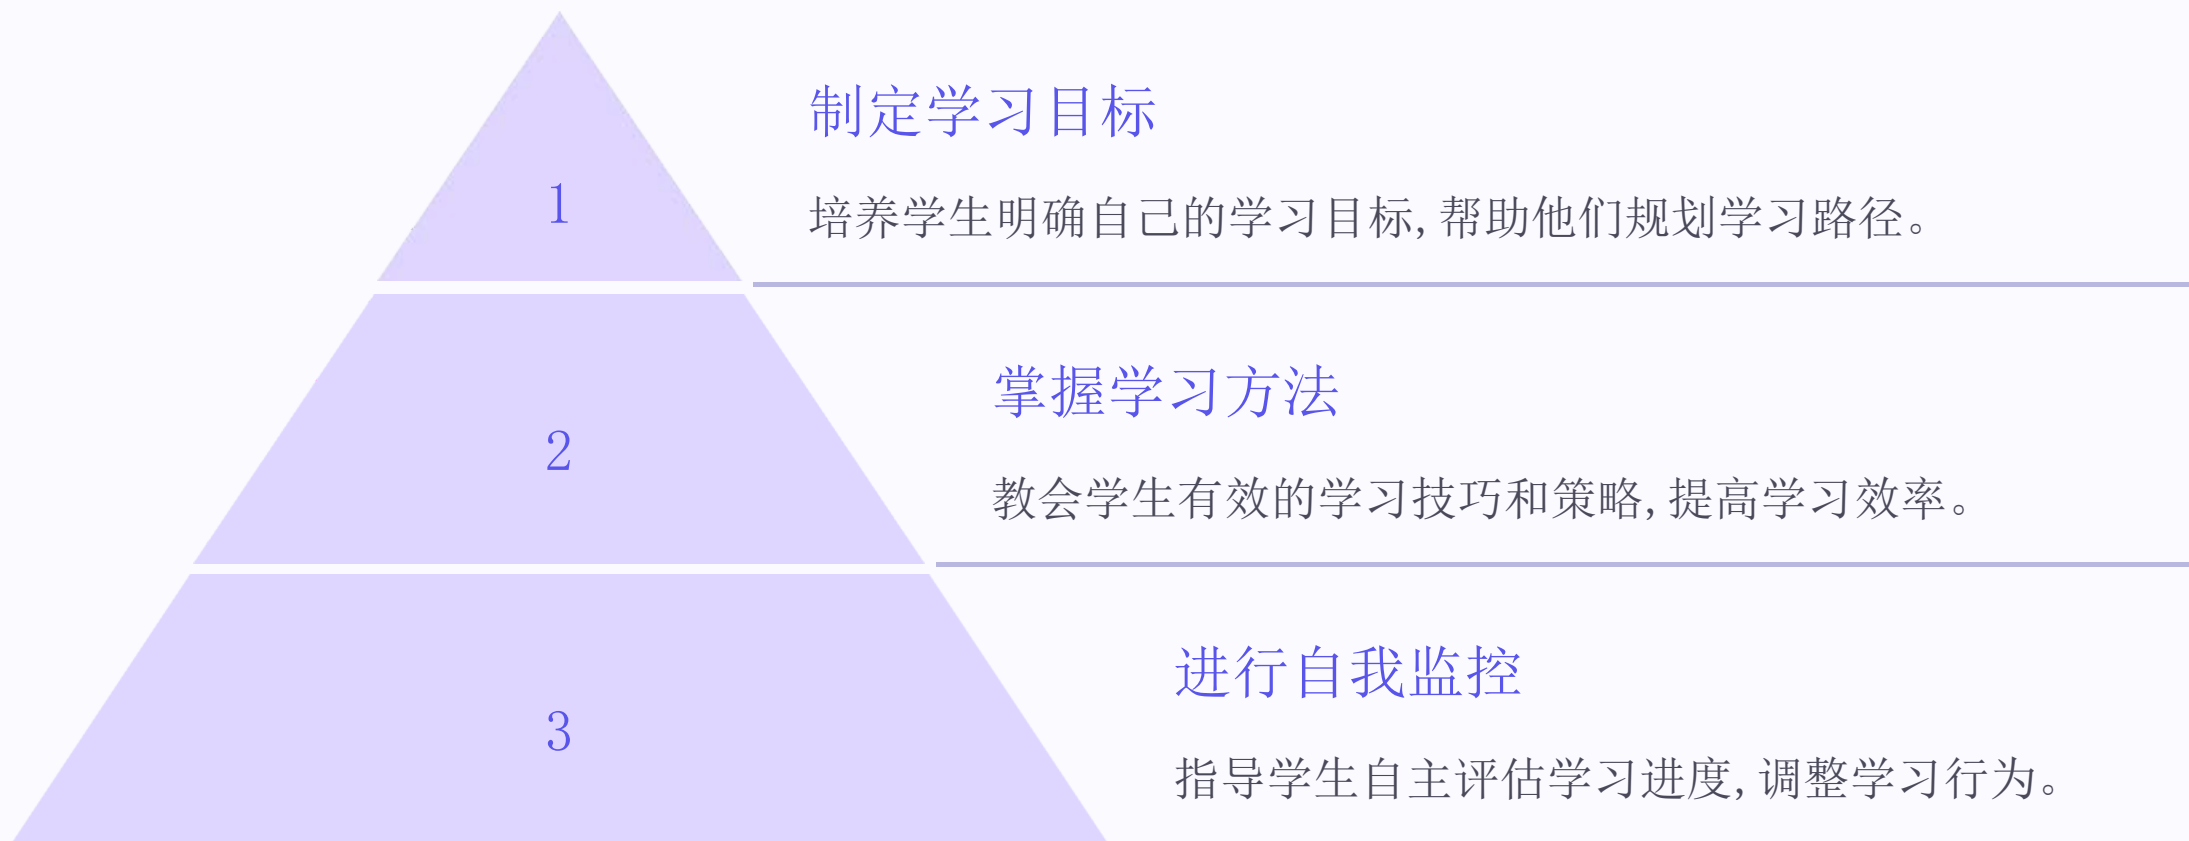 制定学习目标
1
培养学生明确自己的学习目标,帮助他们规划学习路径。
掌握学习方法
2
教会学生有效的学习技巧和策略,提高学习效率。
进行自我监控
3
指导学生自主评估学习进度,调整学习行为。